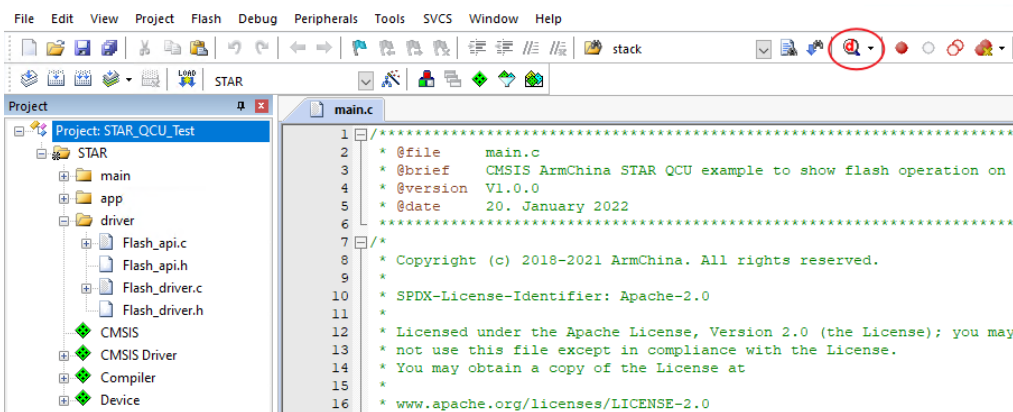 File Edit View Project Flash Debug Peripherals Tools SVCS Window Help
stack
LOAD
STAR
Project
main.c
Project: STAR_QCU_Test
STAR
main
app
driver
Flash_api.c
Flash_api.h
Flash_driver.c
Flash_driver.h
CMSIS
CMSIS Driver
Compiler
Device
1 /***********************************************************************
2 * @file main.c
3 * @brief CMSIS ArmChina STAR QCU example to show flash operation on
4 * @version V1.0.0
5 * @date 20. January 2022
6 ***********************************************************************
7 /*
8 * Copyright (c) 2018-2021 ArmChina. All rights reserved.
9 *
10 * SPDX-License-Identifier: Apache-2.0
11 *
12 * Licensed under the Apache License, Version 2.0 (the License); you may
13 * not use this file except in compliance with the License.
14 * You may obtain a copy of the License at
15 *
16 * www.apache.org/licenses/LICENSE-2.0